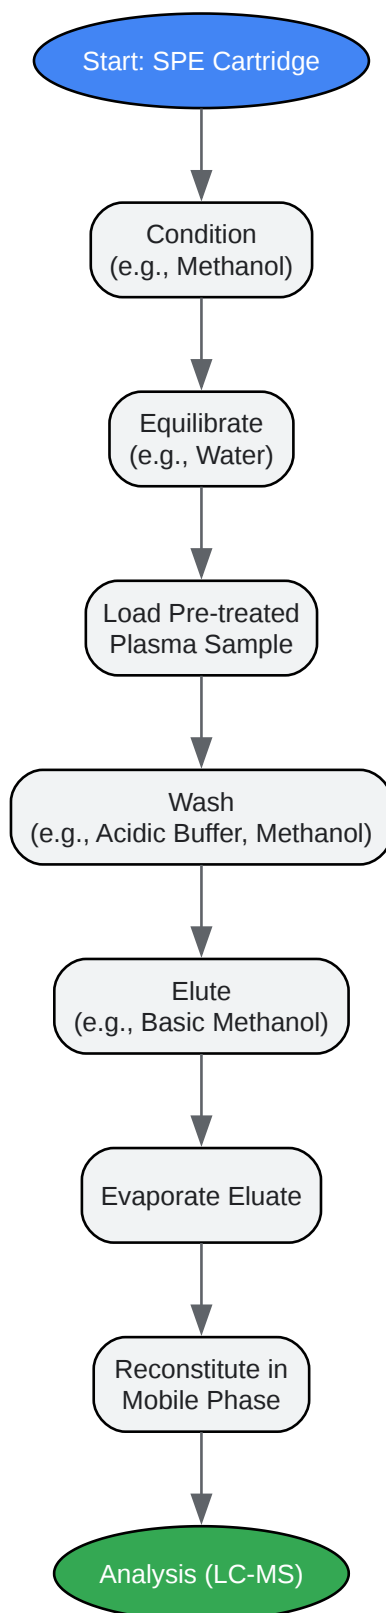 Start: SPE Cartridge
Condition
(e.g., Methanol)
Equilibrate
(e.g., Water)
Load Pre-treated
Plasma Sample
Wash
(e.g., Acidic Buffer, Methanol)
Elute
(e.g., Basic Methanol)
Evaporate Eluate
Reconstitute in
Mobile Phase
Analysis (LC-MS)